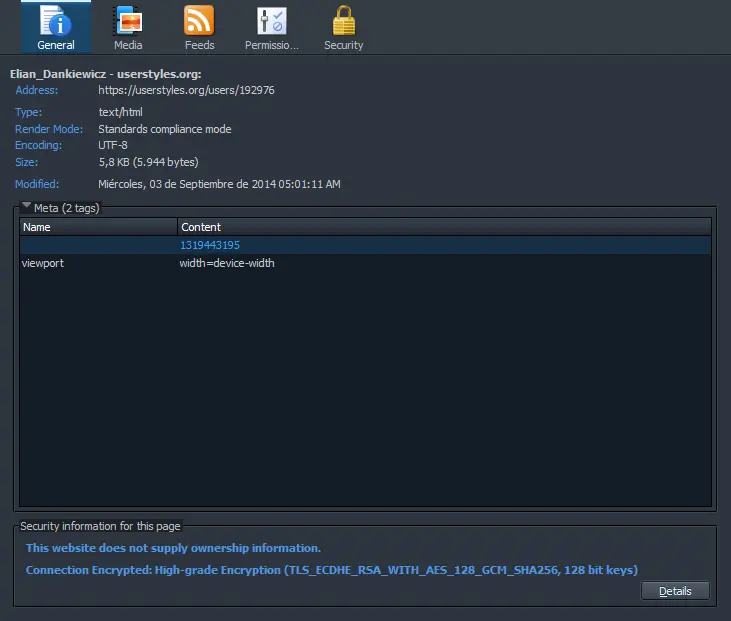 General Media Feeds Permissio... Security
Elian_Dankiewicz - userstyles.org:
Address: https://userstyles.org/users/192976
Type: text/html
Render Mode: Standards compliance mode
Encoding: UTF-8
Size: 5,8 KB (5.944 bytes)
Modified: Miércoles, 03 de Septiembre de 2014 05:01:11 AM
Meta (2 tags)
Name Content
1319443195
viewport width=device-width
Security information for this page
This website does not supply ownership information.
Connection Encrypted: High-grade Encryption (TLS_ECDHE_RSA_WITH_AES_128_GCM_SHA256, 128 bit keys)
Details